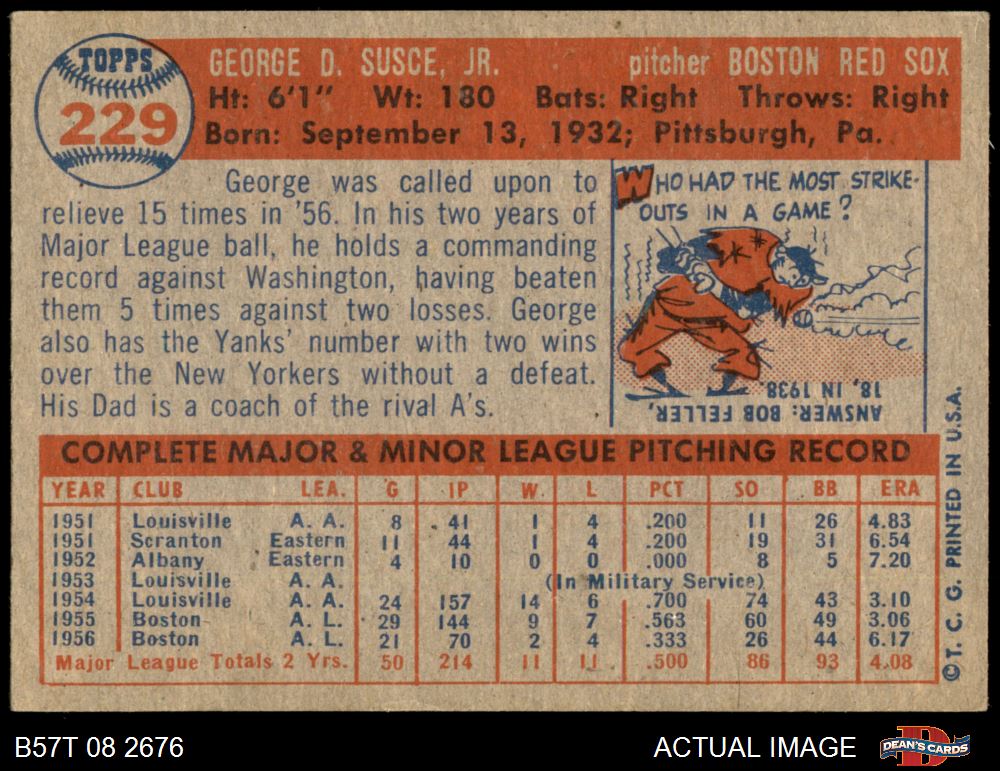 TOPPS
229
GEORGE D. SUSCE, JR. pitcher BOSTON RED SOX
Ht: 6'1" Wt: 180 Bats: Right Throws: Right
Born: September 13, 1932; Pittsburgh, Pa.
George was called upon to
relieve 15 times in '56. In his two years of
Major League ball, he holds a commanding
record against Washington, having beaten
them 5 times against two losses. George
also has the Yanks' number with two wins
over the New Yorkers without a defeat.
His Dad is a coach of the rival A's.
WHO HAD THE MOST STRIKE-
OUTS IN A GAME?
ANSWER: BOB FELLER,
18, IN 1938.
COMPLETE MAJOR & MINOR LEAGUE PITCHING RECORD
YEAR CLUB LEA. G IP W L PCT SO BB ERA
1951 Louisville A. A. 8 41 1 4 .200 11 26 4.83
1951 Scranton Eastern 11 44 1 4 .200 19 31 6.54
1952 Albany Eastern 4 10 0 0 .000 8 5 7.20
1953 Louisville A. A. (In Military Service)
1954 Louisville A. A. 24 157 14 6 .700 74 43 3.10
1955 Boston A. L. 29 144 9 7 .563 60 49 3.06
1956 Boston A. L. 21 70 2 4 .333 26 44 6.17
Major League Totals 2 Yrs. 50 214 11 11 .500 86 93 4.08
©T. C. G. PRINTED IN U.S.A.
B57T 08 2676
ACTUAL IMAGE
DEAN'S CARDS